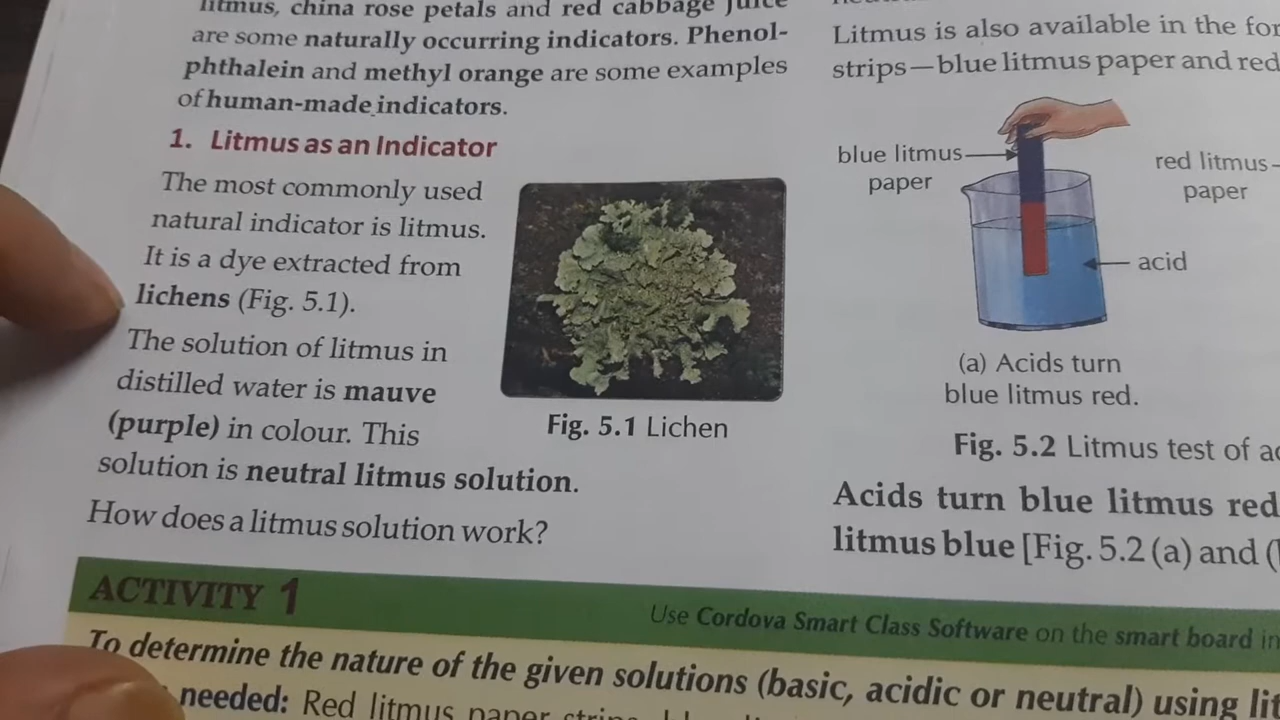 litmus, china rose petals and red cabbage juice
are some naturally occurring indicators. Phenol-
phthalein and methyl orange are some examples
of human-made indicators.
1. Litmus as an Indicator
The most commonly used
natural indicator is litmus.
It is a dye extracted from
lichens (Fig. 5.1).
The solution of litmus in
distilled water is mauve
(purple) in colour. This
solution is neutral litmus solution.
How does a litmus solution work?
Fig. 5.1 Lichen
Litmus is also available in the
strips—blue litmus paper and red
blue litmus
paper
red litmus
paper
acid
(a) Acids turn
blue litmus red.
Fig. 5.2 Litmus test of
Acids turn blue litmus red
litmus blue [Fig. 5.2 (a) and
ACTIVITY 1
Use Cordova Smart Class Software on the smart board in
To determine the nature of the given solutions (basic, acidic or neutral) using
needed: Red litmus paper strips,